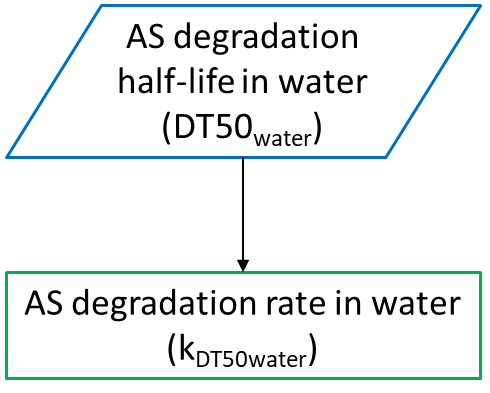 AS degradation
half-life in water
(DT50water)
AS degradation rate in water
(kDT50water)